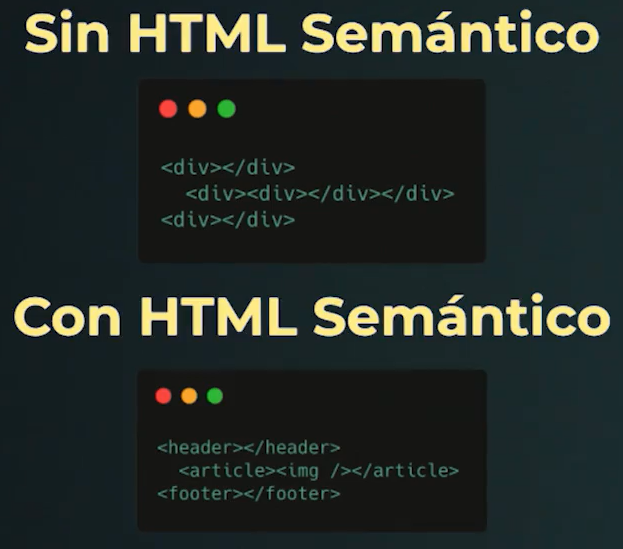 Sin HTML Semántico
<div></div>
<div><div></div></div>
<div></div>
Con HTML Semántico
<header></header>
<article><img /></article>
<footer></footer>